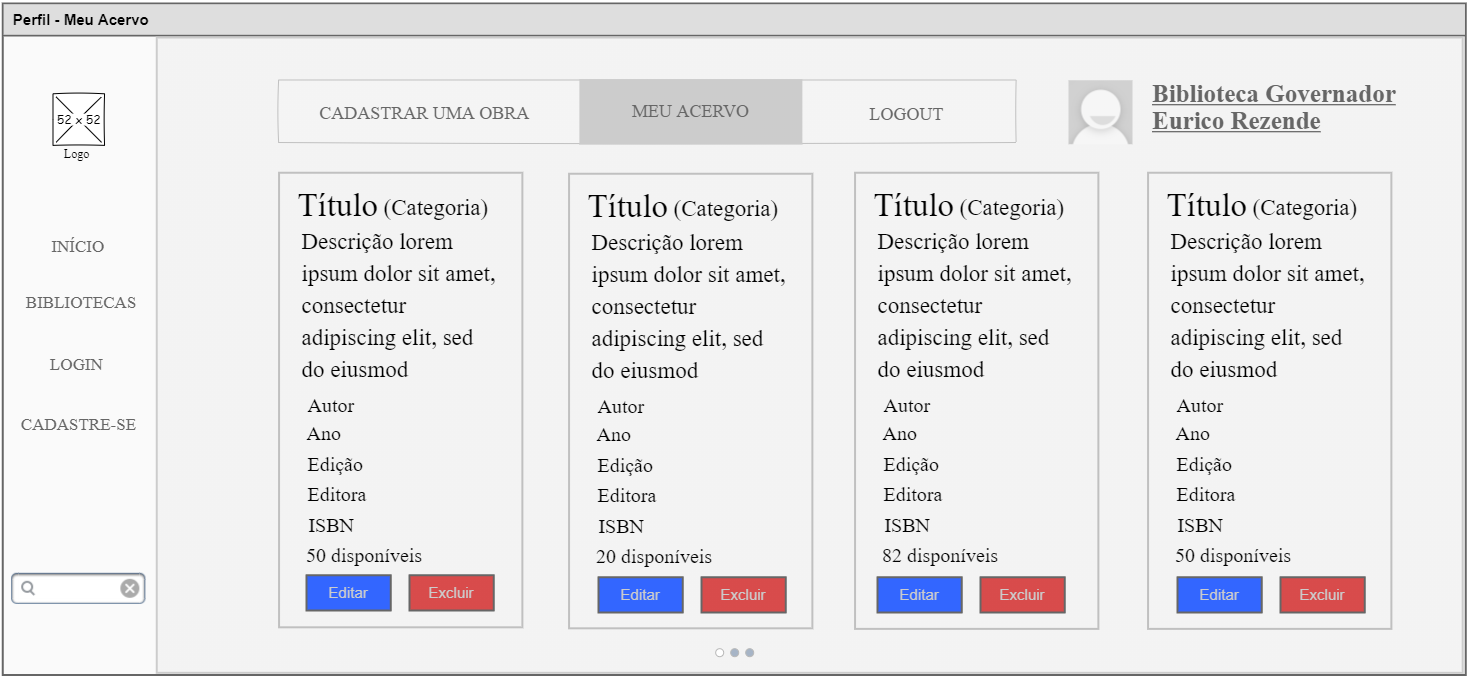 Perfil - Meu Acervo
52 x 52
Logo
INÍCIO
BIBLIOTECAS
LOGIN
CADASTRE-SE
CADASTRAR UMA OBRA
MEU ACERVO
LOGOUT
Biblioteca Governador
Eurico Rezende
Título (Categoria)
Descrição lorem
ipsum dolor sit amet,
consectetur
adipiscing elit, sed
do eiusmod
Autor
Ano
Edição
Editora
ISBN
50 disponíveis
Editar
Excluir
Título (Categoria)
Descrição lorem
ipsum dolor sit amet,
consectetur
adipiscing elit, sed
do eiusmod
Autor
Ano
Edição
Editora
ISBN
20 disponíveis
Editar
Excluir
Título (Categoria)
Descrição lorem
ipsum dolor sit amet,
consectetur
adipiscing elit, sed
do eiusmod
Autor
Ano
Edição
Editora
ISBN
82 disponíveis
Editar
Excluir
Título (Categoria)
Descrição lorem
ipsum dolor sit amet,
consectetur
adipiscing elit, sed
do eiusmod
Autor
Ano
Edição
Editora
ISBN
50 disponíveis
Editar
Excluir